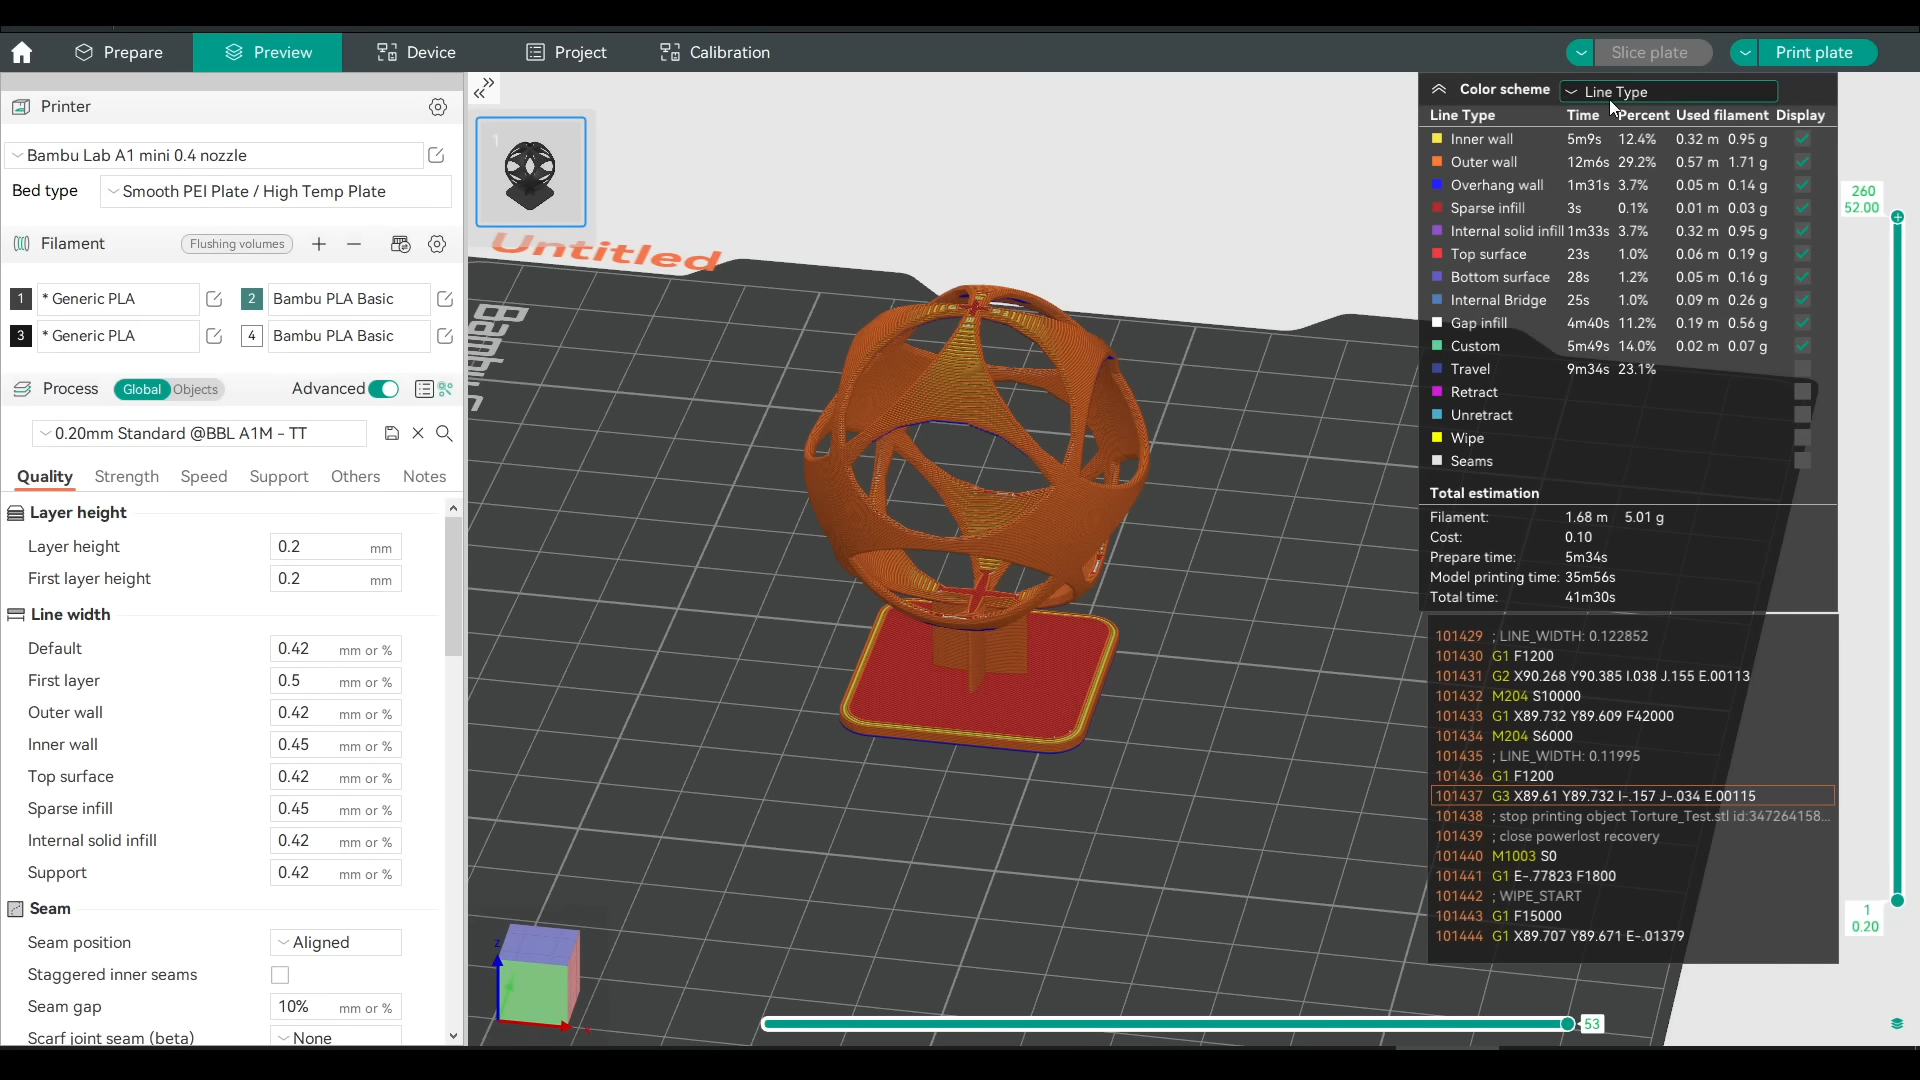 Prepare
Preview
Device
Project
Calibration
Slice plate
Print plate
Printer
Bambu Lab A1 mini 0.4 nozzle
Bed type
Smooth PEI Plate / High Temp Plate
Filament
Flushing volumes
1 * Generic PLA
2 Bambu PLA Basic
3 * Generic PLA
4 Bambu PLA Basic
Process Global Objects Advanced
0.20mm Standard @BBL A1M - TT
Quality Strength Speed Support Others Notes
Layer height
Layer height 0.2 mm
First layer height 0.2 mm
Line width
Default 0.42 mm or %
First layer 0.5 mm or %
Outer wall 0.42 mm or %
Inner wall 0.45 mm or %
Top surface 0.42 mm or %
Sparse infill 0.45 mm or %
Internal solid infill 0.42 mm or %
Support 0.42 mm or %
Seam
Seam position Aligned
Staggered inner seams
Seam gap 10% mm or %
Scarf joint seam (beta) None
1
Untitled
Color scheme Line Type
Line Type Time Percent Used filament Display
Inner wall 5m9s 12.4% 0.32 m 0.95 g
Outer wall 12m6s 29.2% 0.57 m 1.71 g
Overhang wall 1m31s 3.7% 0.05 m 0.14 g
Sparse infill 3s 0.1% 0.01 m 0.03 g
Internal solid infill 1m33s 3.7% 0.32 m 0.95 g
Top surface 23s 1.0% 0.06 m 0.19 g
Bottom surface 28s 1.2% 0.05 m 0.16 g
Internal Bridge 25s 1.0% 0.09 m 0.26 g
Gap infill 4m40s 11.2% 0.19 m 0.56 g
Custom 5m49s 14.0% 0.02 m 0.07 g
Travel 9m34s 23.1%
Retract
Unretract
Wipe
Seams
Total estimation
Filament: 1.68 m 5.01 g
Cost: 0.10
Prepare time: 5m34s
Model printing time: 35m56s
Total time: 41m30s
101429 ; LINE_WIDTH: 0.122852
101430 G1 F1200
101431 G2 X90.268 Y90.385 I.038 J.155 E.00113
101432 M204 S10000
101433 G1 X89.732 Y89.609 F42000
101434 M204 S6000
101435 ; LINE_WIDTH: 0.11995
101436 G1 F1200
101437 G3 X89.61 Y89.732 I-.157 J-.034 E.00115
101438 ; stop printing object Torture_Test.stl id:347264158...
101439 ; close powerlost recovery
101440 M1003 S0
101441 G1 E-.77823 F1800
101442 ; WIPE_START
101443 G1 F15000
101444 G1 X89.707 Y89.671 E-.01379
260
52.00
1
0.20
53
z